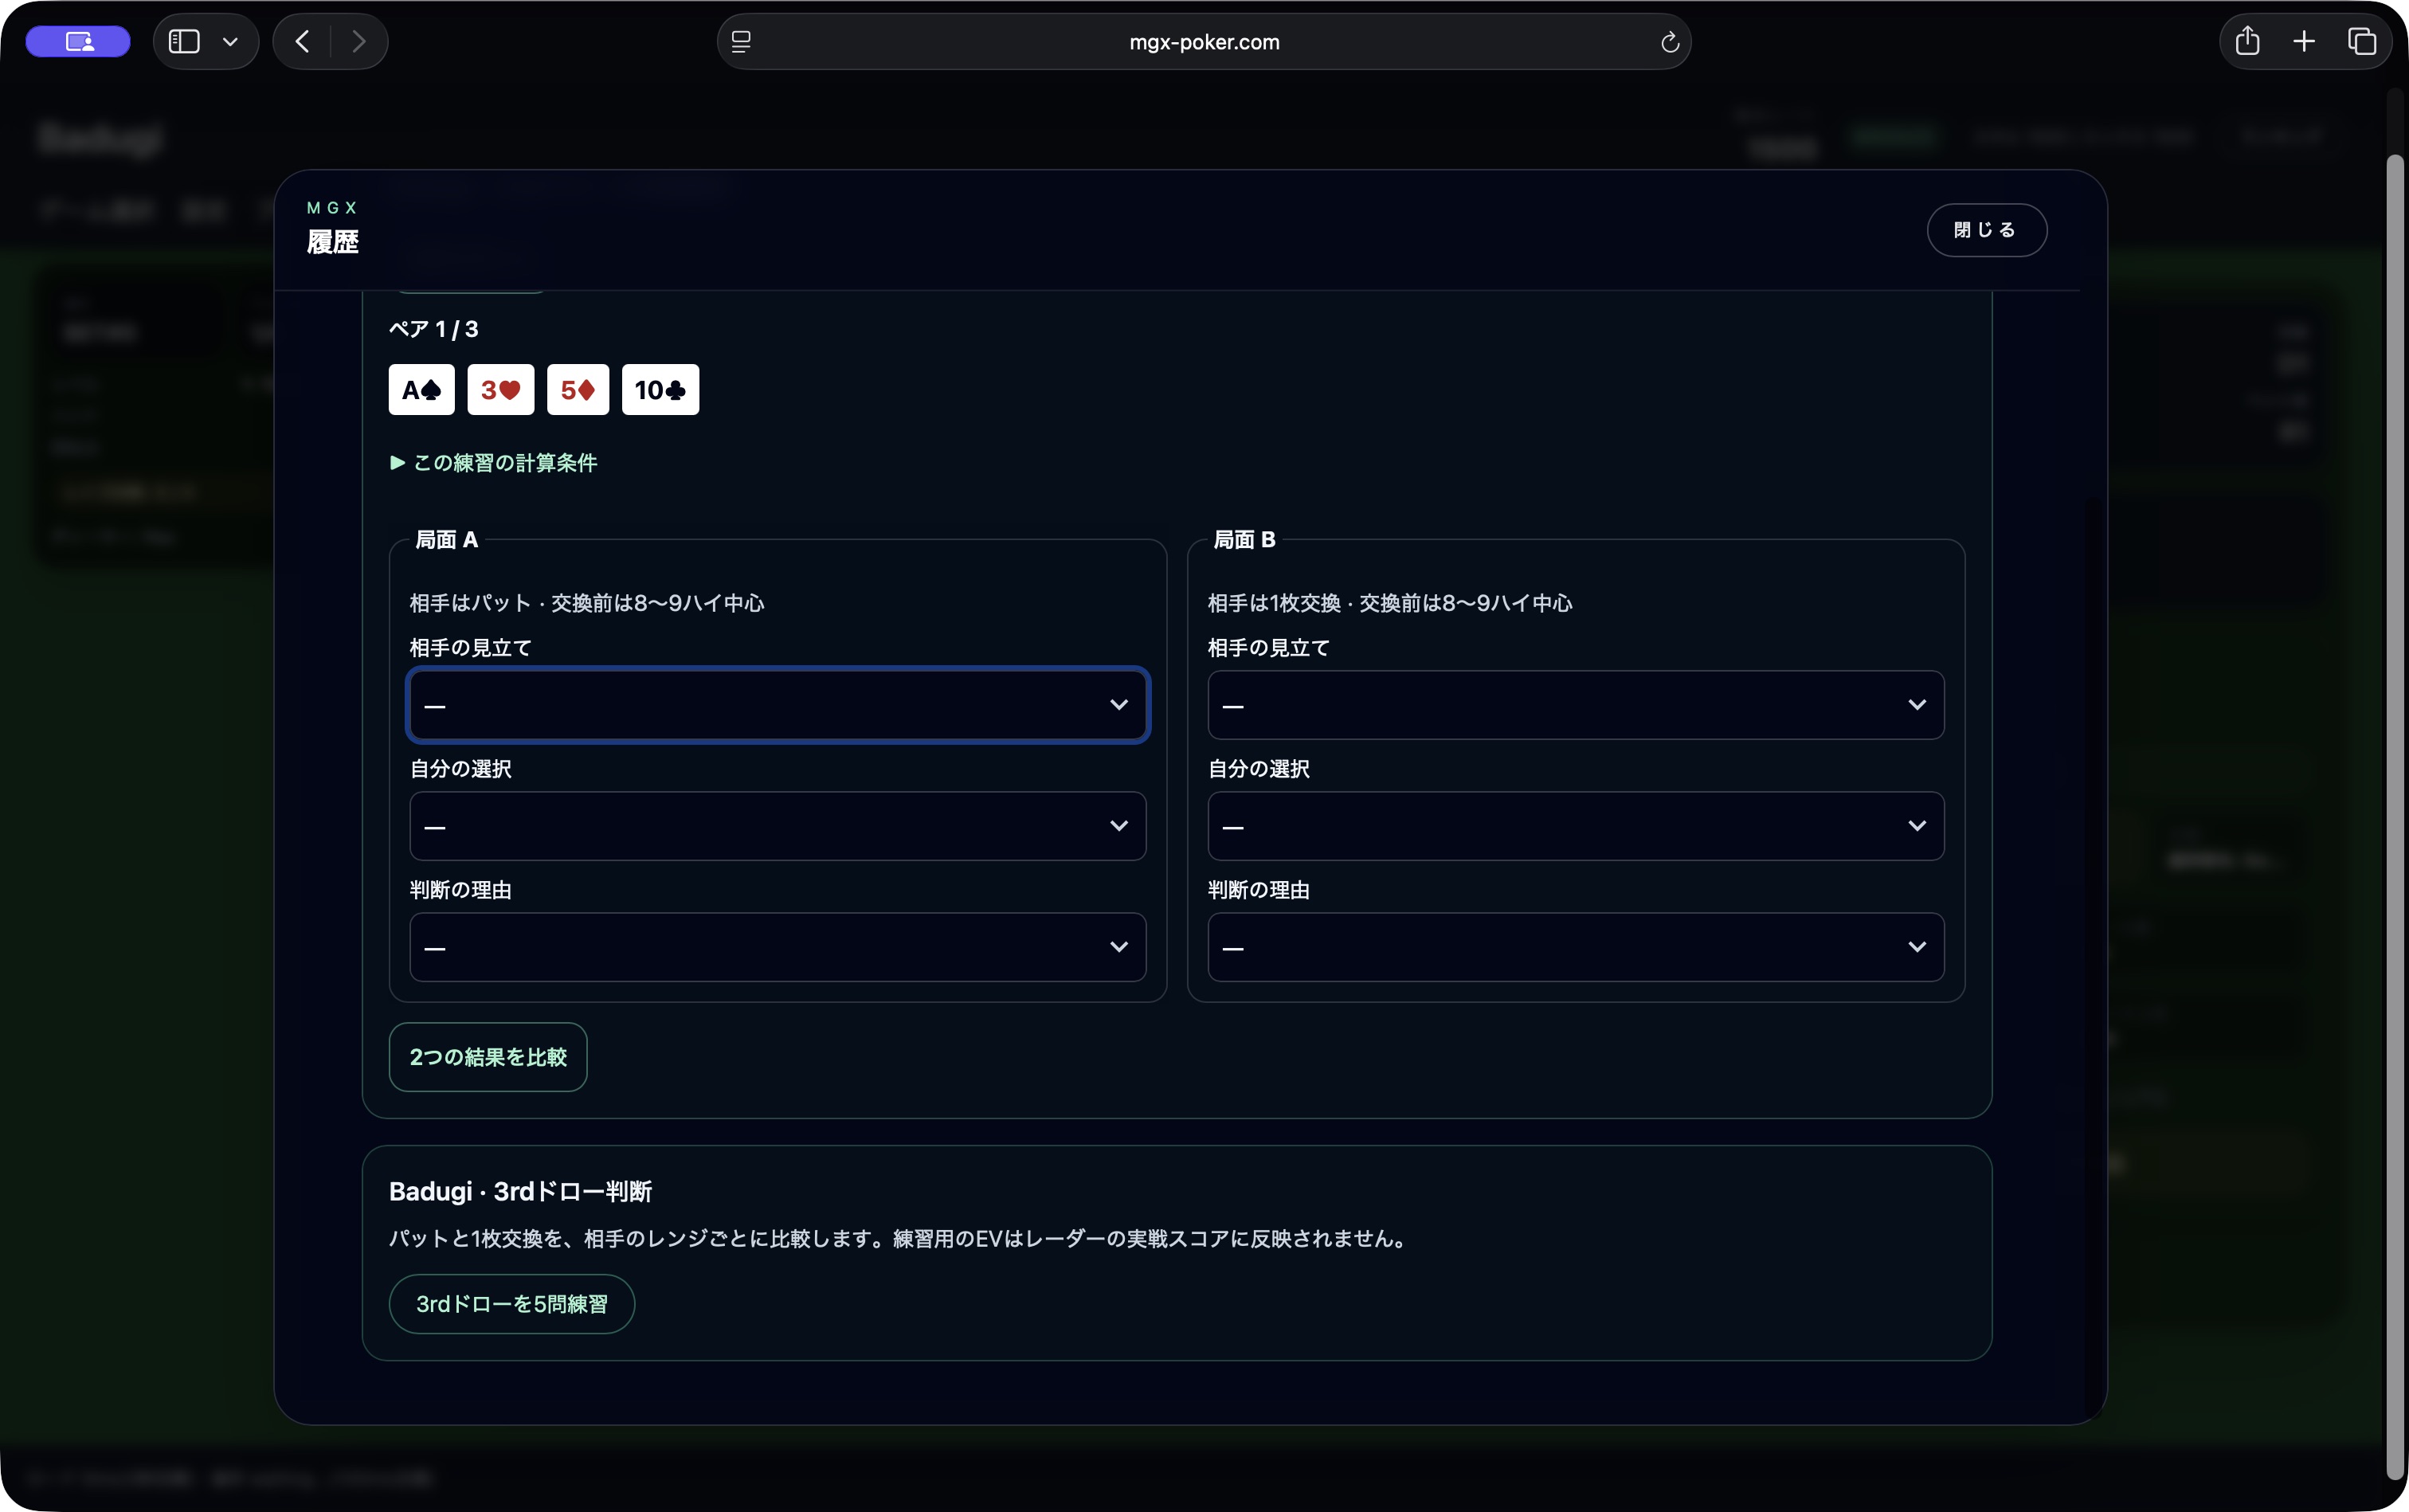 mgx-poker.com
Badugi
MGX
履歴
閉じる
ペア 1 / 3
A♠ 3♥ 5♦ 10♣
▶ この練習の計算条件
局面 A
相手はパット · 交換前は8〜9ハイ中心
相手の見立て
—
自分の選択
—
判断の理由
—
局面 B
相手は1枚交換 · 交換前は8〜9ハイ中心
相手の見立て
—
自分の選択
—
判断の理由
—
2つの結果を比較
Badugi · 3rdドロー判断
パットと1枚交換を、相手のレンジごとに比較します。練習用のEVはレーダーの実戦スコアに反映されません。
3rdドローを5問練習